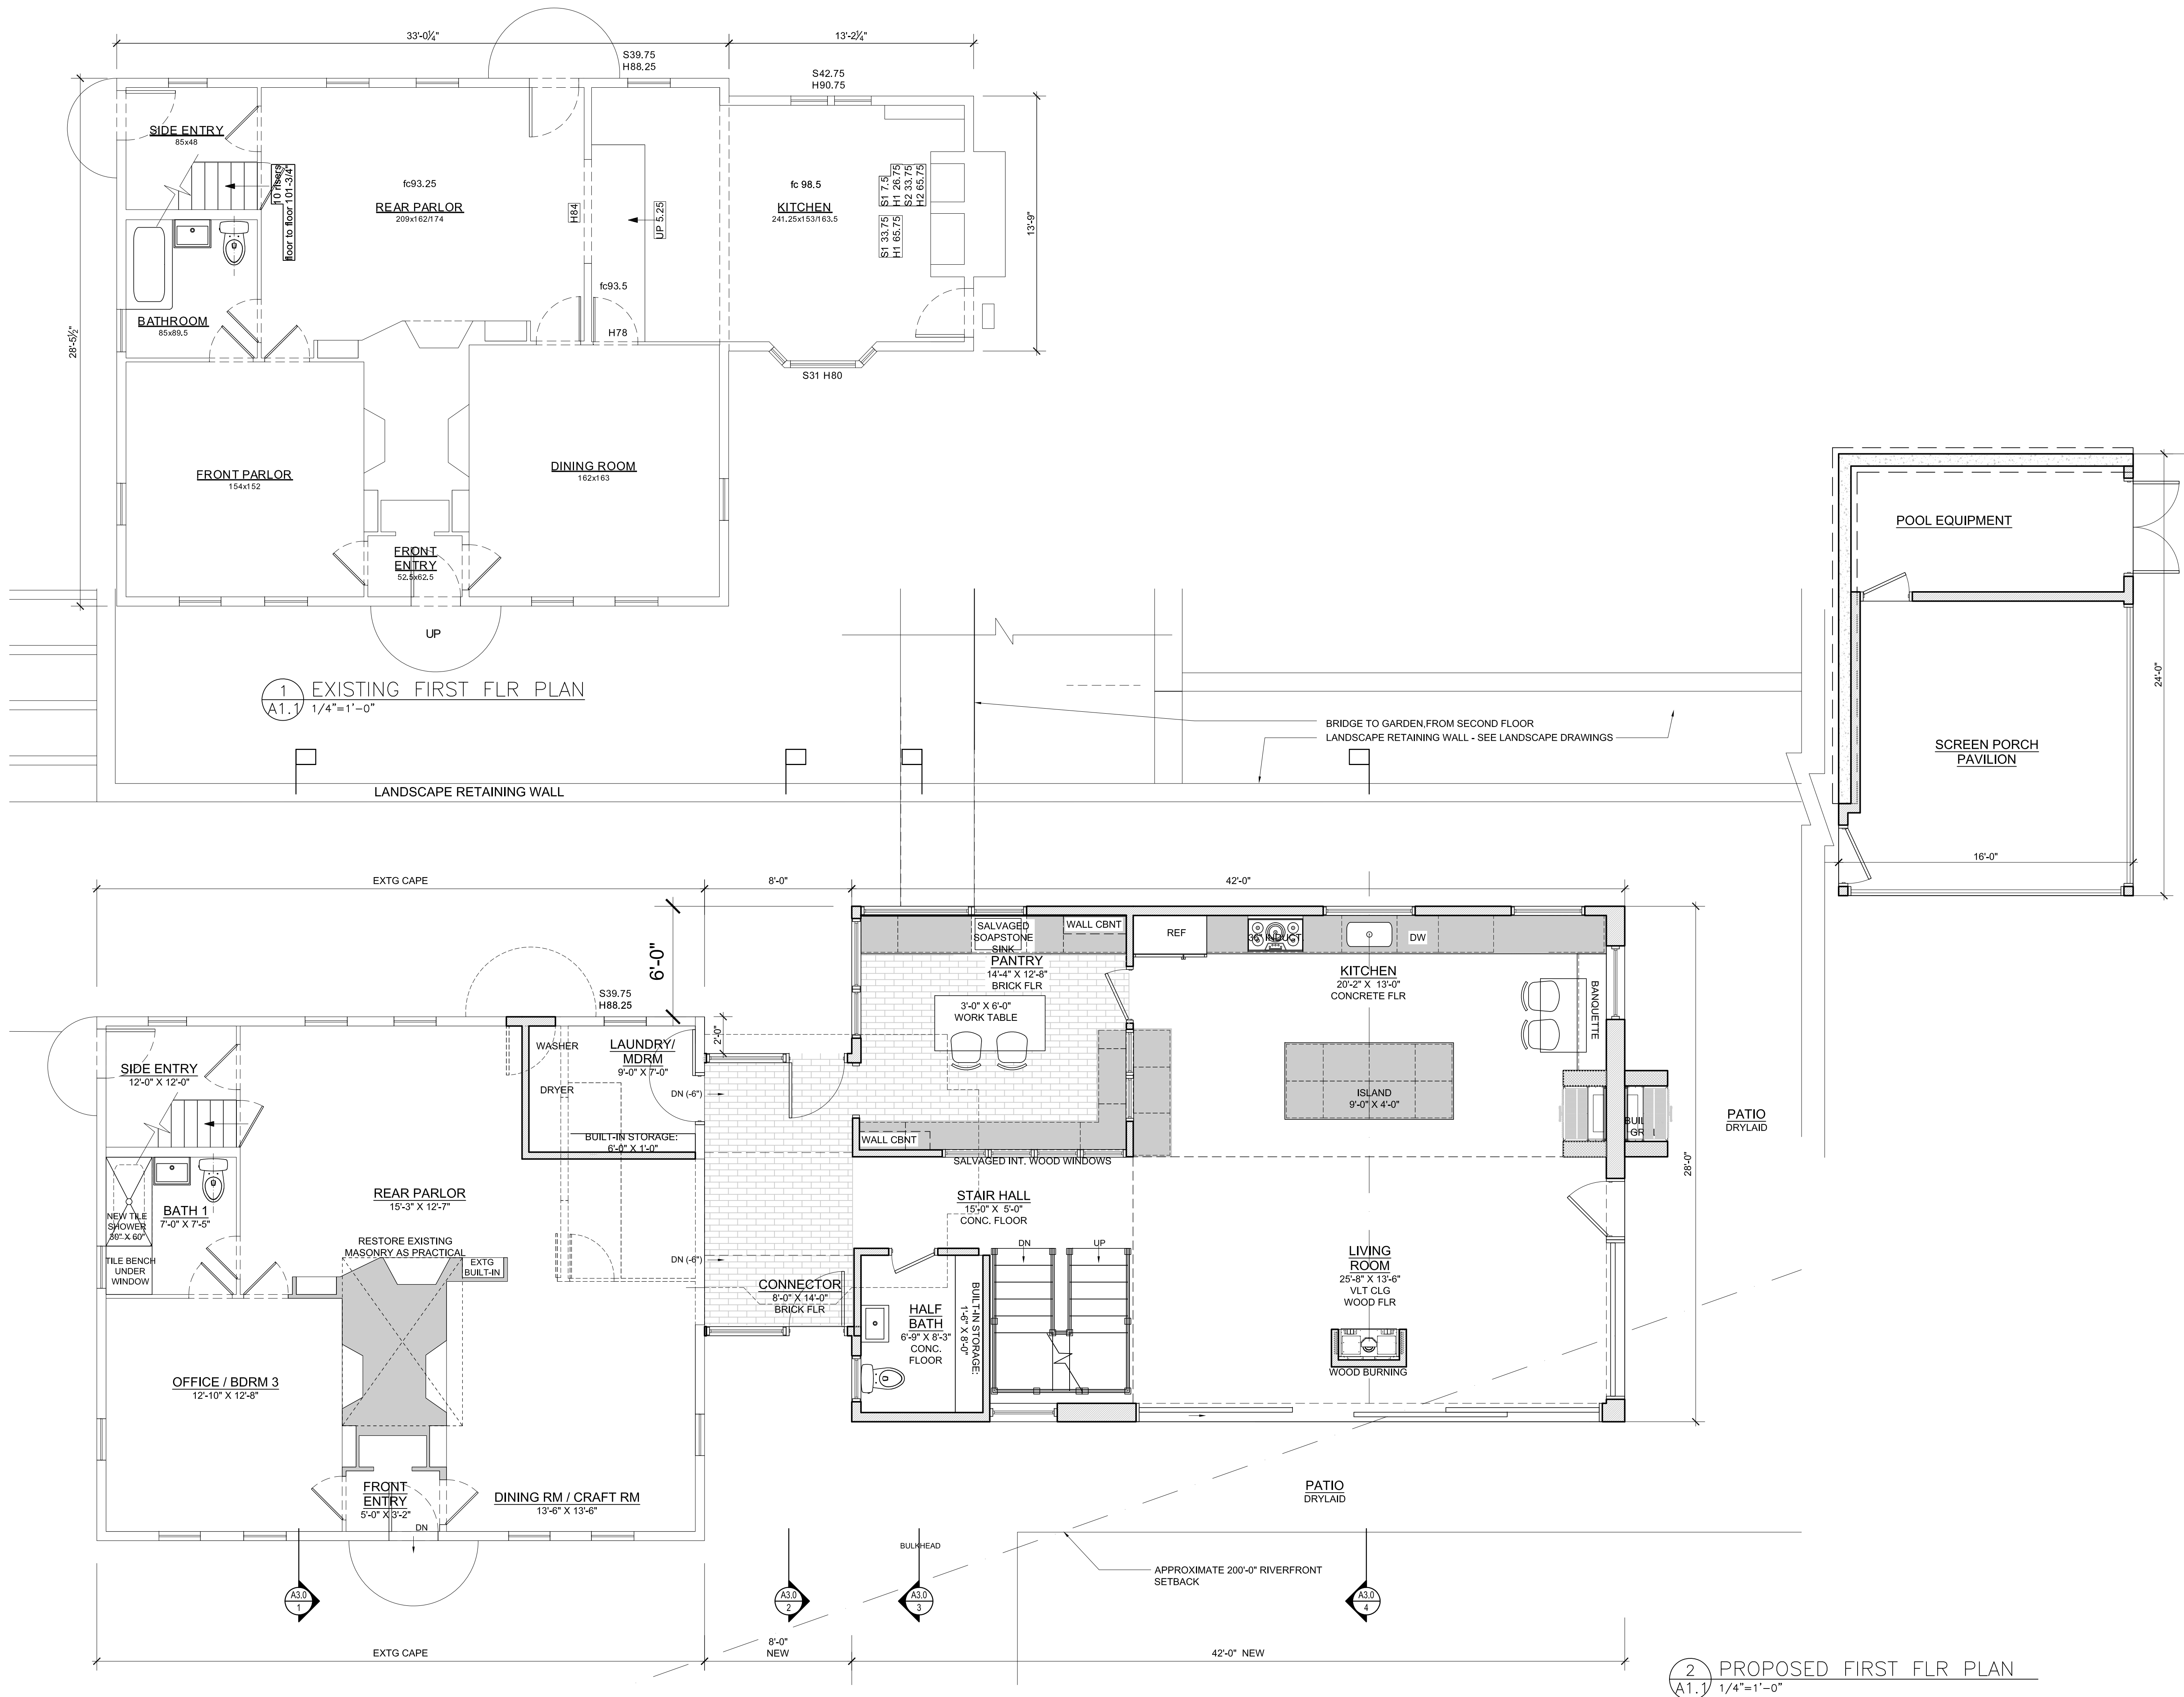 33'-0¼"
13'-2¼"
S39.75
H88.25
S42.75
H90.75
SIDE ENTRY
85x48
10 risers
floor to floor 101-3/4"
fc93.25
REAR PARLOR
209x162/174
H84
UP 5.25
fc 98.5
KITCHEN
241.25x153/163.5
S1 7.5
H1 26.75
S2 33.75
H2 65.75
S1 33.75
H1 65.75
13'-9"
28'-5½"
BATHROOM
85x89.5
fc93.5
H78
S31 H80
FRONT PARLOR
154x152
DINING ROOM
162x163
FRONT
ENTRY
52.5x62.5
UP
1
A1.1
EXISTING FIRST FLR PLAN
1/4"=1'-0"
POOL EQUIPMENT
SCREEN PORCH
PAVILION
24'-0"
16'-0"
BRIDGE TO GARDEN,FROM SECOND FLOOR
LANDSCAPE RETAINING WALL - SEE LANDSCAPE DRAWINGS
LANDSCAPE RETAINING WALL
EXTG CAPE
8'-0"
42'-0"
6'-0"
S39.75
H88.25
2'-0"
SALVAGED
SOAPSTONE
SINK
WALL CBNT
PANTRY
14'-4" X 12'-8"
BRICK FLR
3'-0" X 6'-0"
WORK TABLE
REF
36" INDUCT.
DW
KITCHEN
20'-2" X 13'-0"
CONCRETE FLR
BANQUETTE
ISLAND
9'-0" X 4'-0"
PATIO
DRYLAID
28'-0"
SIDE ENTRY
12'-0" X 12'-0"
WASHER
DRYER
LAUNDRY/
MDRM
9'-0" X 7'-0"
DN (-6")
BUILT-IN STORAGE:
6'-0" X 1'-0"
WALL CBNT
SALVAGED INT. WOOD WINDOWS
STAIR HALL
15'-0" X 5'-0"
CONC. FLOOR
DN
UP
REAR PARLOR
15'-3" X 12'-7"
NEW TILE
SHOWER
39" X 60"
BATH 1
7'-0" X 7'-5"
TILE BENCH
UNDER
WINDOW
RESTORE EXISTING
MASONRY AS PRACTICAL
EXTG
BUILT-IN
DN (-6")
CONNECTOR
8'-0" X 14'-0"
BRICK FLR
HALF
BATH
6'-9" X 8'-3"
CONC.
FLOOR
BUILT-IN STORAGE:
1'-6" X 8'-0"
LIVING
ROOM
25'-8" X 13'-6"
VLT CLG
WOOD FLR
WOOD BURNING
OFFICE / BDRM 3
12'-10" X 12'-8"
FRONT
ENTRY
5'-0" X 3'-2"
DN
DINING RM / CRAFT RM
13'-6" X 13'-6"
PATIO
DRYLAID
BULKHEAD
APPROXIMATE 200'-0" RIVERFRONT
SETBACK
A3.0
1
A3.0
2
A3.0
3
A3.0
4
EXTG CAPE
8'-0"
NEW
42'-0" NEW
2
A1.1
PROPOSED FIRST FLR PLAN
1/4"=1'-0"